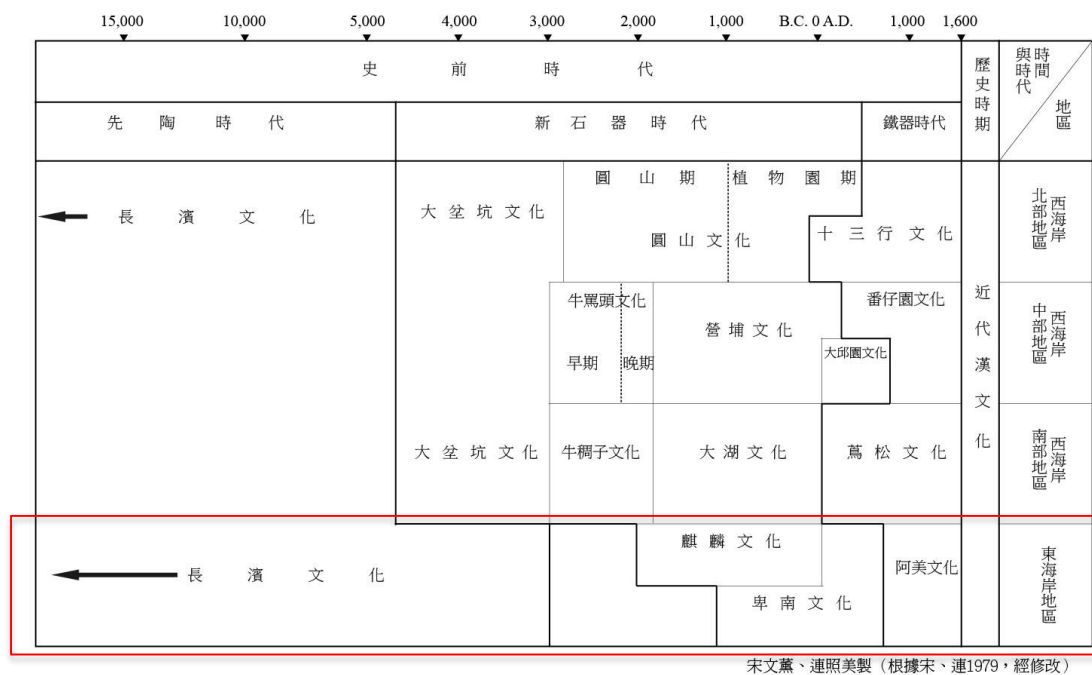 15,000 10,000 5,000 4,000 3,000 2,000 1,000 B.C. 0 A.D. 1,000 1,600
史前時代
歷史時期
時間與時代
地區
先陶時代
新石器時代
鐵器時代
長濱文化
大坌坑文化
圓山期
植物園期
圓山文化
十三行文化
西海岸北部地區
牛罵頭文化
早期
晚期
營埔文化
番仔園文化
大邱園文化
近代漢文化
西海岸中部地區
大坌坑文化
牛稠子文化
大湖文化
蔦松文化
西海岸南部地區
長濱文化
麒麟文化
卑南文化
阿美文化
東海岸地區
宋文薰、連照美製（根據宋、連1979，經修改）